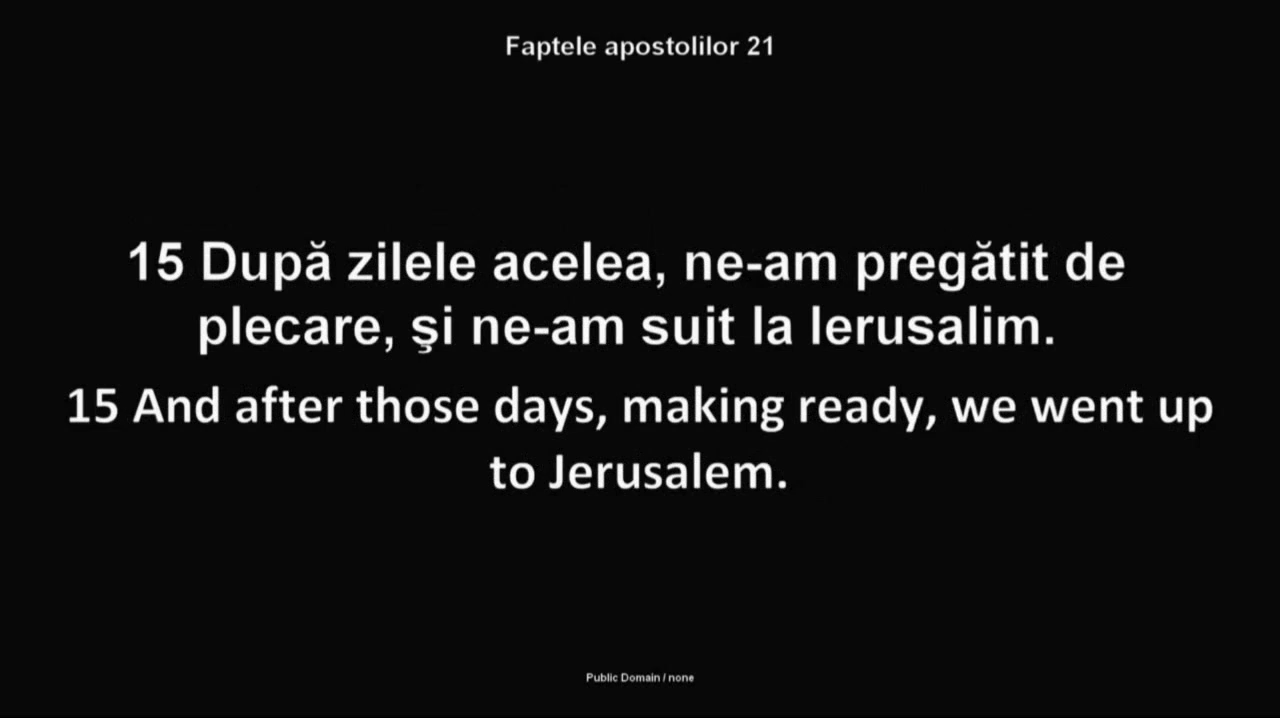 Faptele apostolilor 21
15 După zilele acelea, ne-am pregătit de
plecare, şi ne-am suit la Ierusalim.
15 And after those days, making ready, we went up
to Jerusalem.
Public Domain / none